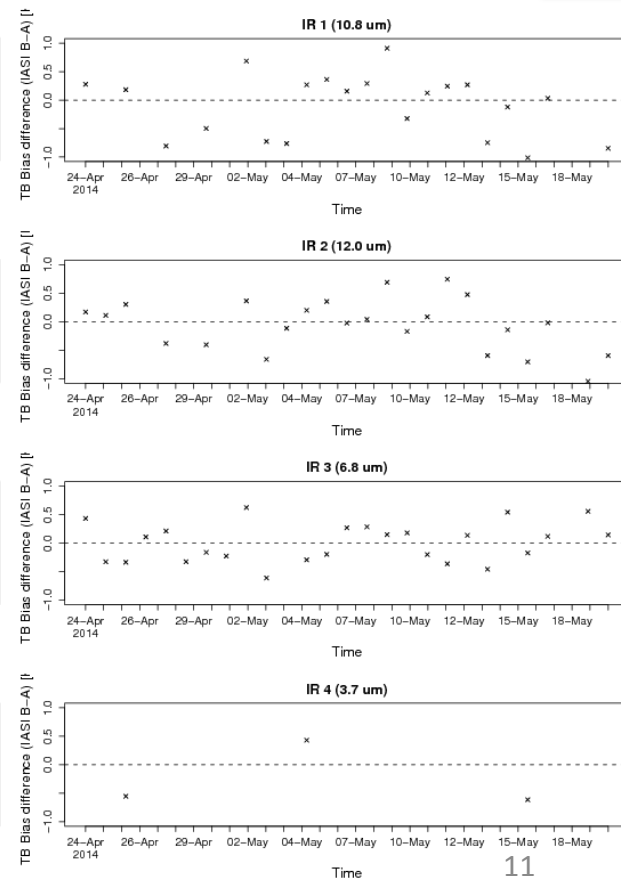 IR 1 (10.8 um)
TB Bias difference (IASI B−A) [
1.0
0.5
0.0
−1.0
24−Apr 26−Apr 29−Apr 02−May 04−May 07−May 10−May 12−May 15−May 18−May
2014
Time
IR 2 (12.0 um)
TB Bias difference (IASI B−A) [
1.0
0.5
0.0
−1.0
24−Apr 26−Apr 29−Apr 02−May 04−May 07−May 10−May 12−May 15−May 18−May
2014
Time
IR 3 (6.8 um)
TB Bias difference (IASI B−A) [
1.0
0.5
0.0
−1.0
24−Apr 26−Apr 29−Apr 02−May 04−May 07−May 10−May 12−May 15−May 18−May
2014
Time
IR 4 (3.7 um)
TB Bias difference (IASI B−A) [
1.0
0.5
0.0
−1.0
24−Apr 26−Apr 29−Apr 02−May 04−May 07−May 10−May 12−May 15−May 18−May
2014
Time
11